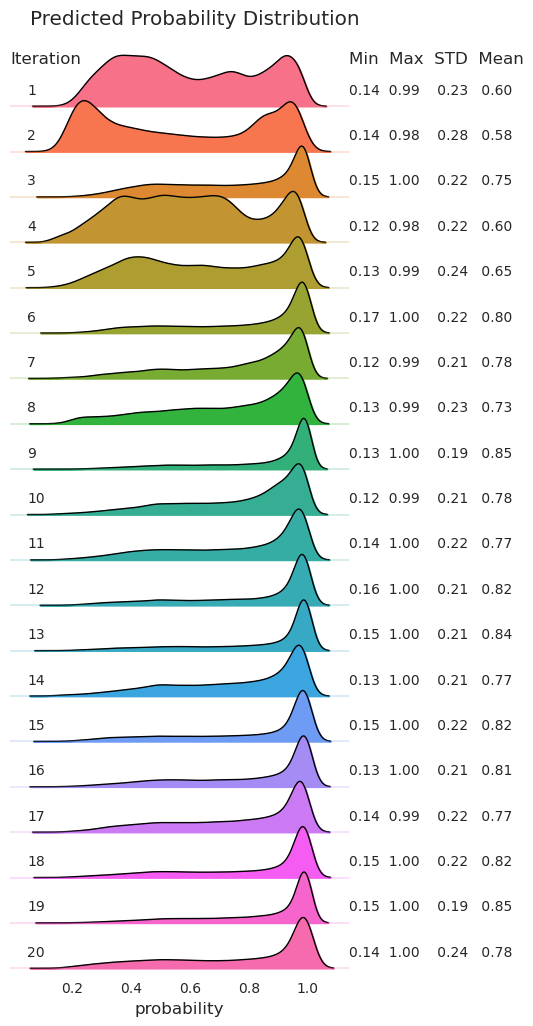 Predicted Probability Distribution
Iteration Min Max STD Mean
1 0.14 0.99 0.23 0.60
2 0.14 0.98 0.28 0.58
3 0.15 1.00 0.22 0.75
4 0.12 0.98 0.22 0.60
5 0.13 0.99 0.24 0.65
6 0.17 1.00 0.22 0.80
7 0.12 0.99 0.21 0.78
8 0.13 0.99 0.23 0.73
9 0.13 1.00 0.19 0.85
10 0.12 0.99 0.21 0.78
11 0.14 1.00 0.22 0.77
12 0.16 1.00 0.21 0.82
13 0.15 1.00 0.21 0.84
14 0.13 1.00 0.21 0.77
15 0.15 1.00 0.22 0.82
16 0.13 1.00 0.21 0.81
17 0.14 0.99 0.22 0.77
18 0.15 1.00 0.22 0.82
19 0.15 1.00 0.19 0.85
20 0.14 1.00 0.24 0.78
0.2 0.4 0.6 0.8 1.0
probability